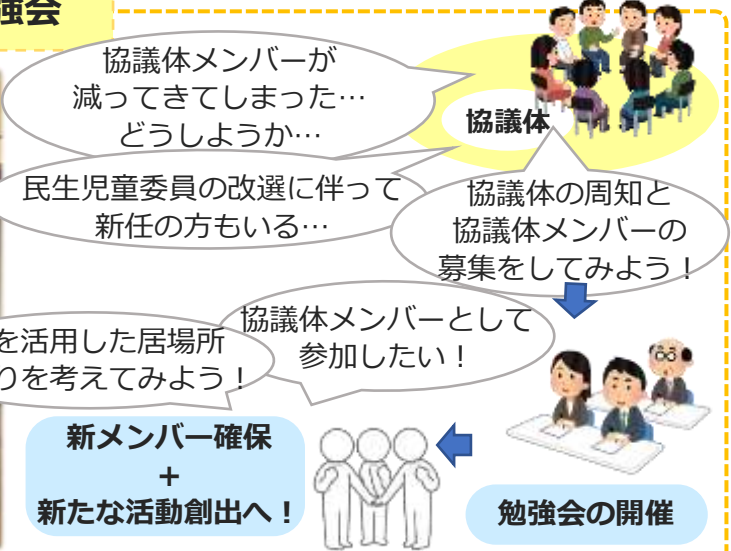 強会
協議体メンバーが
減ってきてしまった…
どうしようか…
協議体
民生児童委員の改選に伴って
新任の方もいる…
協議体の周知と
協議体メンバーの
募集をしてみよう！
協議体メンバーとして
参加したい！
を活用した居場所
りを考えてみよう！
新メンバー確保
＋
新たな活動創出へ！
勉強会の開催